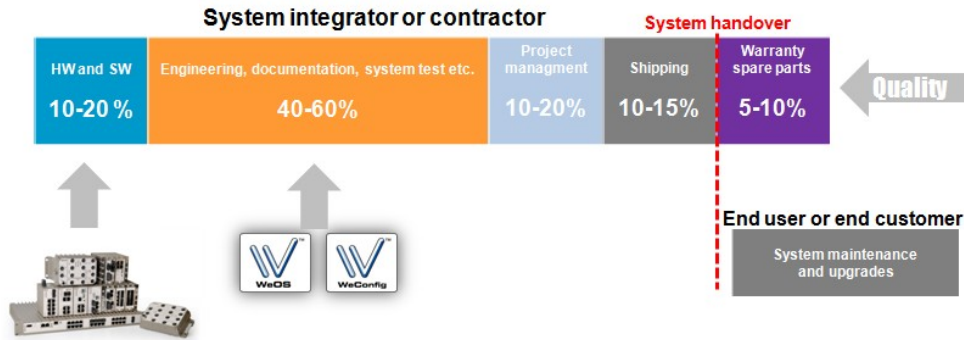 System integrator or contractor
System handover
HW and SW
10-20 %
Engineering, documentation, system test etc.
40-60%
Project
managment
10-20%
Shipping
10-15%
Warranty
spare parts
5-10%
Quality
WeOS
WeConfig
End user or end customer
System maintenance
and upgrades